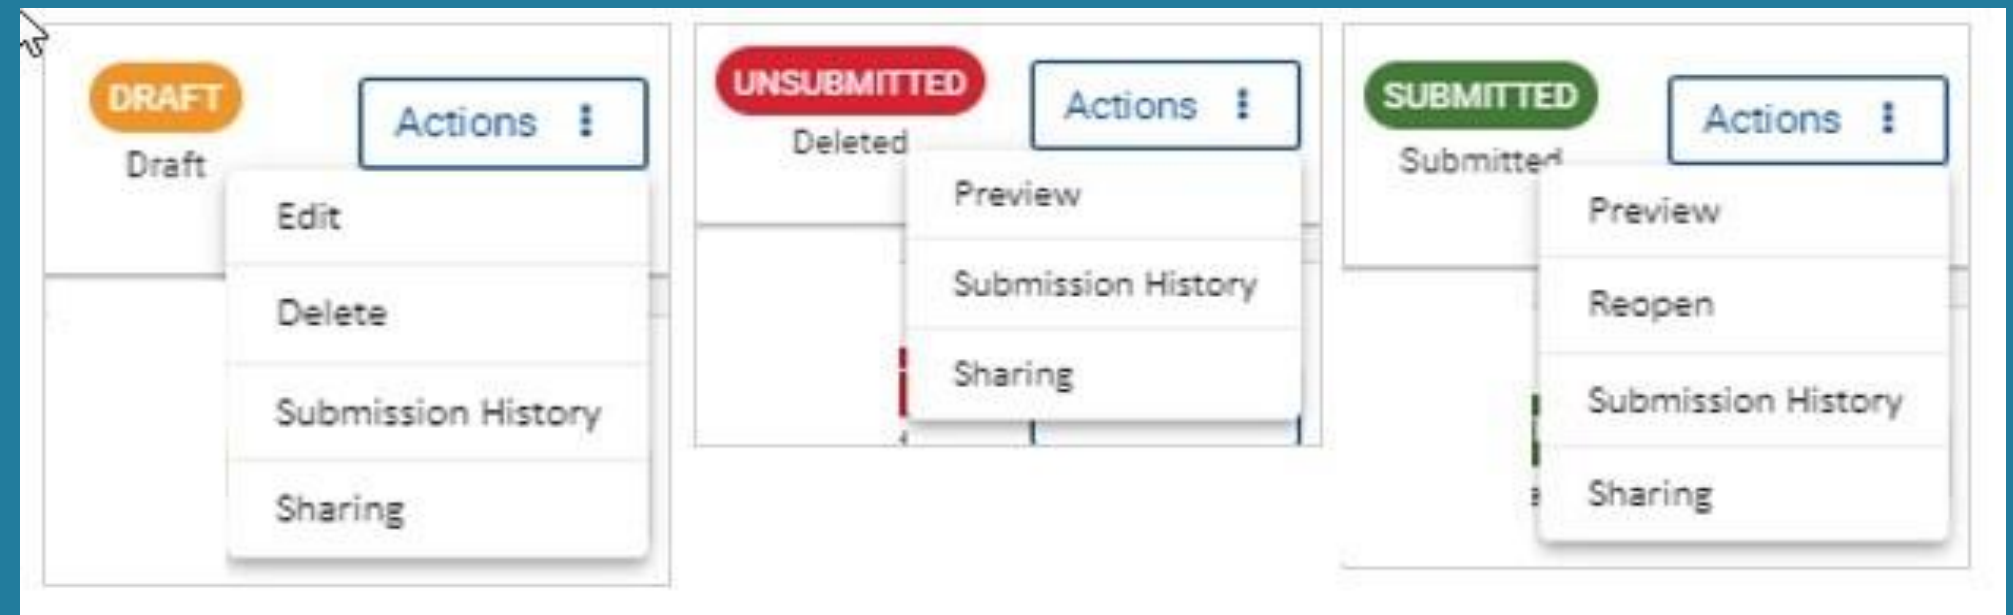 DRAFT
Actions
Draft
Edit
Delete
Submission History
Sharing
UNSUBMITTED
Actions
Deleted
Preview
Submission History
Sharing
SUBMITTED
Actions
Submitted
Preview
Reopen
Submission History
Sharing